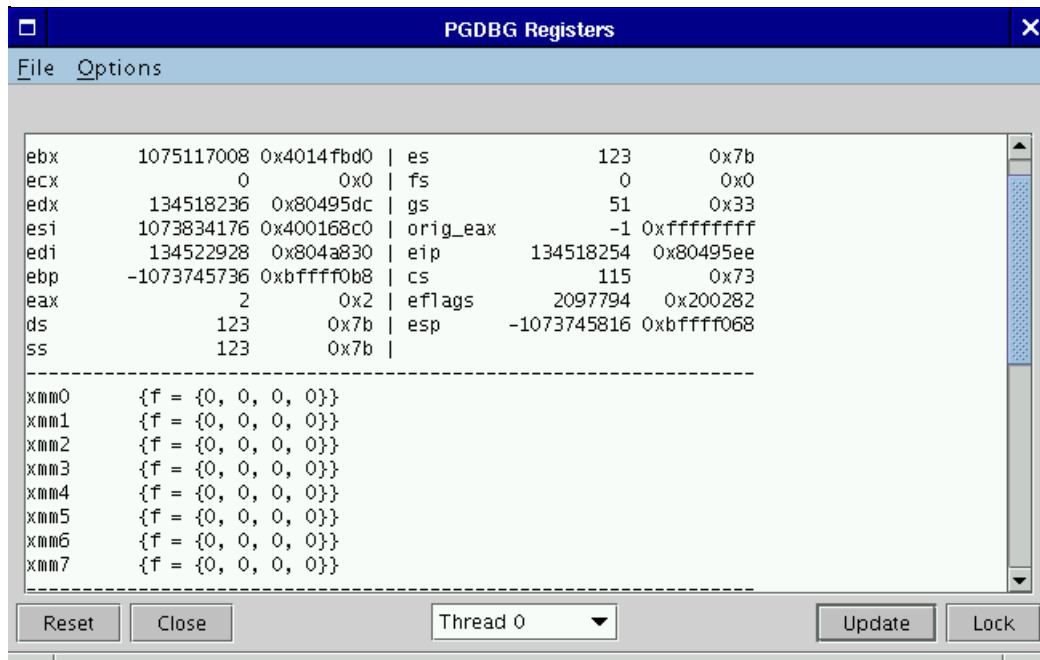 PGDBG Registers
File Options
ebx 1075117008 0x4014fbd0 | es 123 0x7b
ecx 0 0x0 | fs 0 0x0
edx 134518236 0x80495dc | gs 51 0x33
esi 1073834176 0x400168c0 | orig_eax -1 0xffffffff
edi 134522928 0x804a830 | eip 134518254 0x80495ee
ebp -1073745736 0xbffff0b8 | cs 115 0x73
eax 2 0x2 | eflags 2097794 0x200282
ds 123 0x7b | esp -1073745816 0xbffff068
ss 123 0x7b |
-----------------------------------------------------------------
xmm0 {f = {0, 0, 0, 0}}
xmm1 {f = {0, 0, 0, 0}}
xmm2 {f = {0, 0, 0, 0}}
xmm3 {f = {0, 0, 0, 0}}
xmm4 {f = {0, 0, 0, 0}}
xmm5 {f = {0, 0, 0, 0}}
xmm6 {f = {0, 0, 0, 0}}
xmm7 {f = {0, 0, 0, 0}}
-----------------------------------------------------------------
Reset Close Thread 0 Update Lock